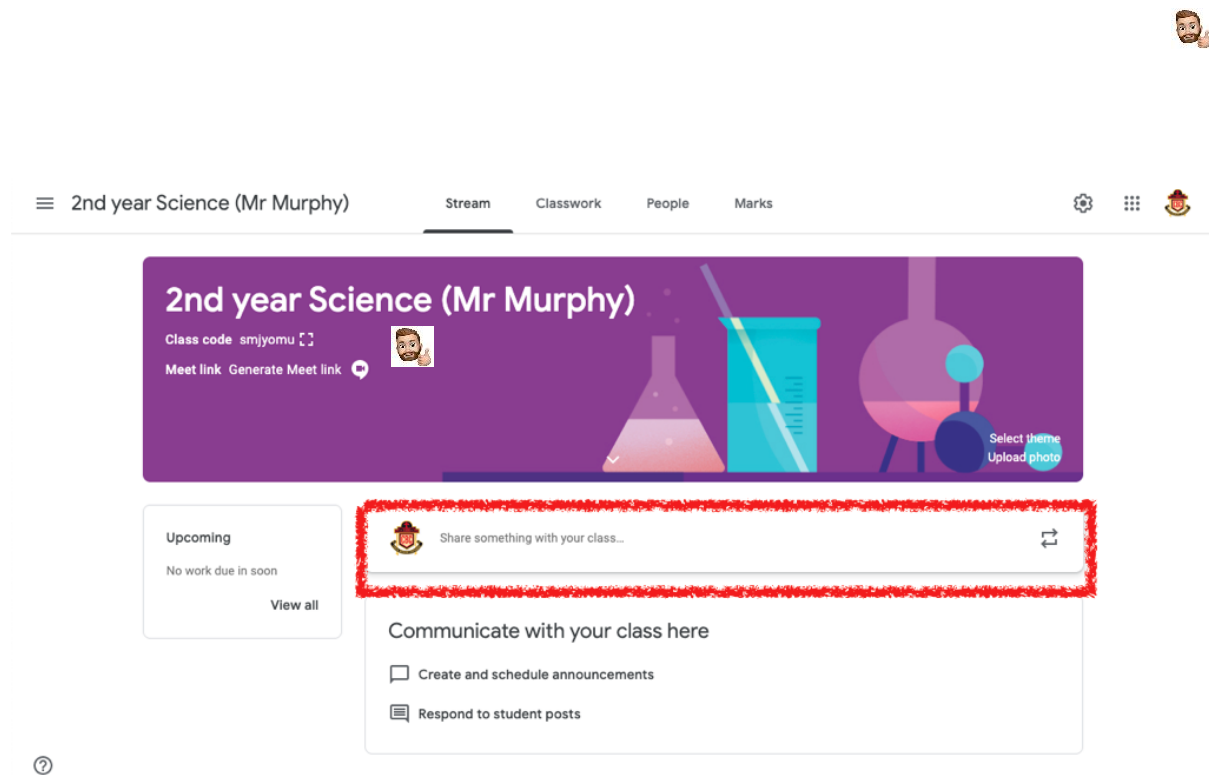 2nd year Science (Mr Murphy)
Stream
Classwork
People
Marks
2nd year Science (Mr Murphy)
Class code smjyomu
Meet link Generate Meet link
Select theme
Upload photo
Upcoming
No work due in soon
View all
Share something with your class...
Communicate with your class here
Create and schedule announcements
Respond to student posts